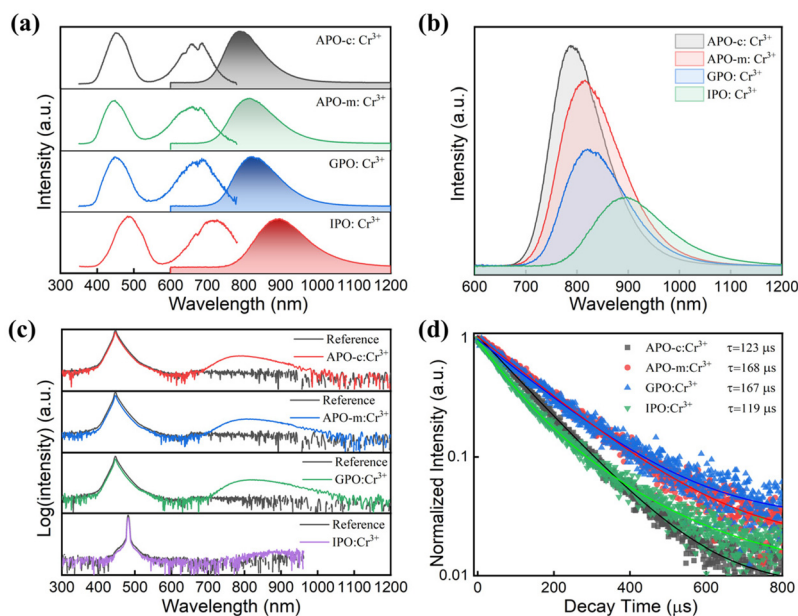 (a)
APO-c: Cr³⁺
APO-m: Cr³⁺
GPO: Cr³⁺
IPO: Cr³⁺
Intensity (a.u.)
300 400 500 600 700 800 900 1000 1200
Wavelength (nm)
(b)
APO-c: Cr³⁺
APO-m: Cr³⁺
GPO: Cr³⁺
IPO: Cr³⁺
Intensity (a.u.)
600 700 800 900 1000 1100 1200
Wavelength (nm)
(c)
Reference
APO-c:Cr³⁺
Reference
APO-m:Cr³⁺
Reference
GPO:Cr³⁺
Reference
IPO:Cr³⁺
Log(intensity) (a.u.)
300 400 500 600 700 800 900 1000 1100 1200
Wavelength (nm)
(d)
APO-c:Cr³⁺ τ=123 μs
APO-m:Cr³⁺ τ=168 μs
GPO:Cr³⁺ τ=167 μs
IPO:Cr³⁺ τ=119 μs
Normalized Intensity (a.u.)
1
0.1
0.01
0 200 400 600 800
Decay Time (μs)